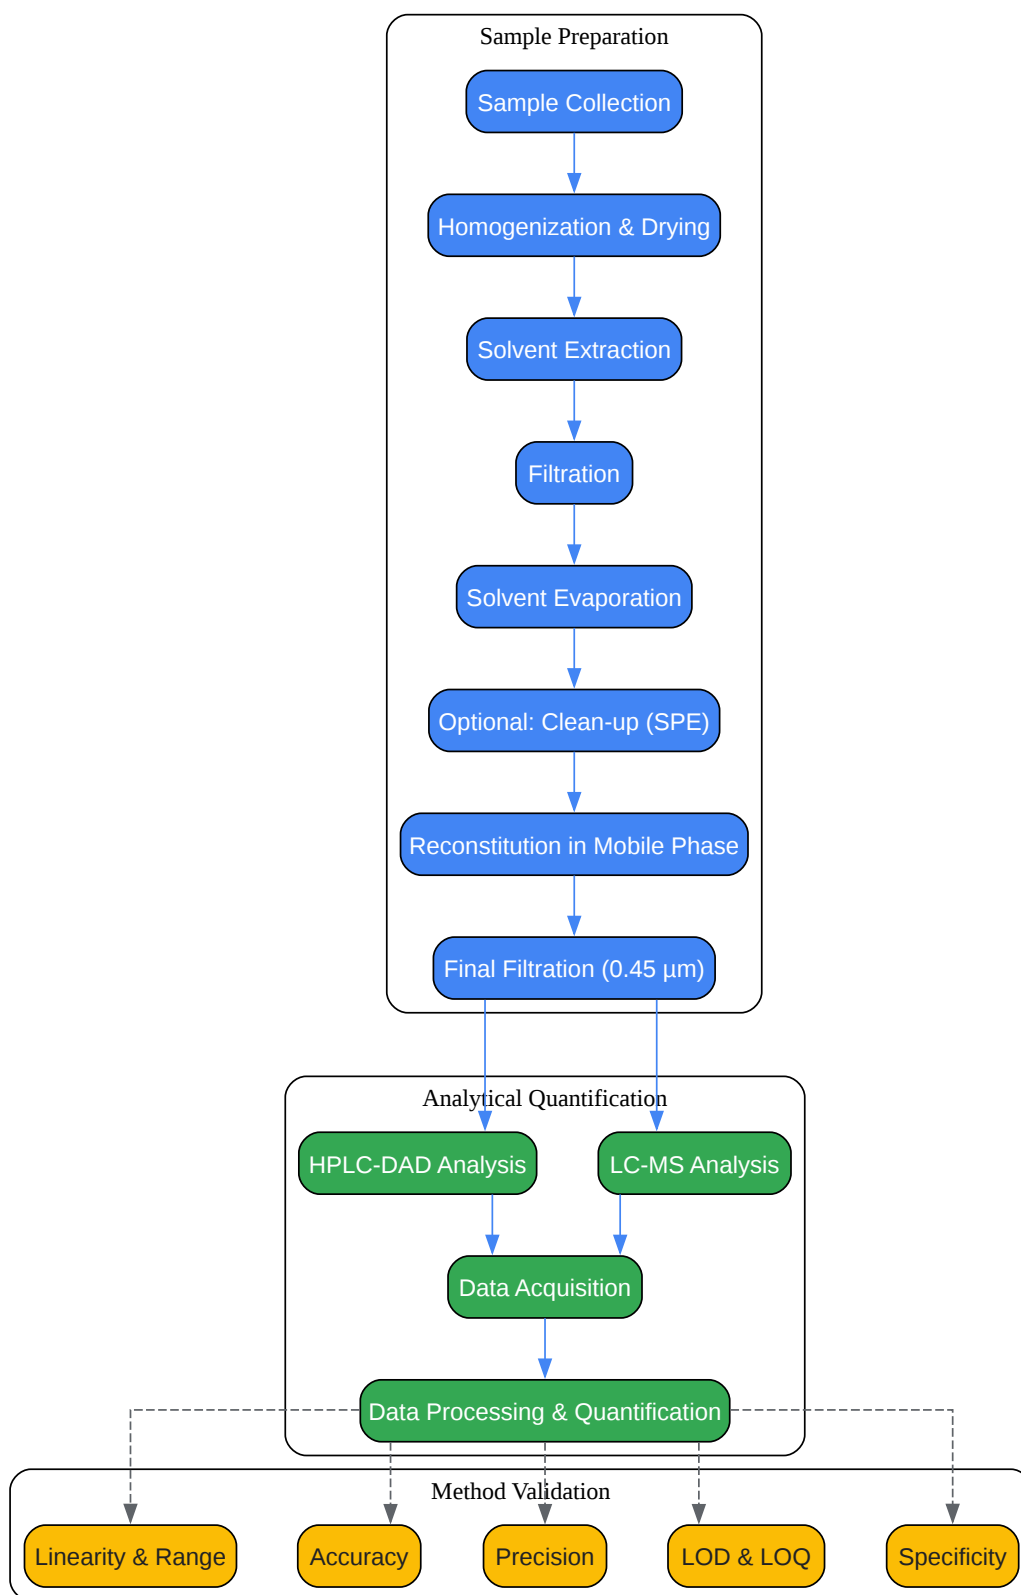 Sample Preparation
Sample Collection
Homogenization & Drying
Solvent Extraction
Filtration
Solvent Evaporation
Optional: Clean-up (SPE)
Reconstitution in Mobile Phase
Final Filtration (0.45 µm)
Analytical Quantification
HPLC-DAD Analysis
LC-MS Analysis
Data Acquisition
Data Processing & Quantification
Method Validation
Linearity & Range
Accuracy
Precision
LOD & LOQ
Specificity